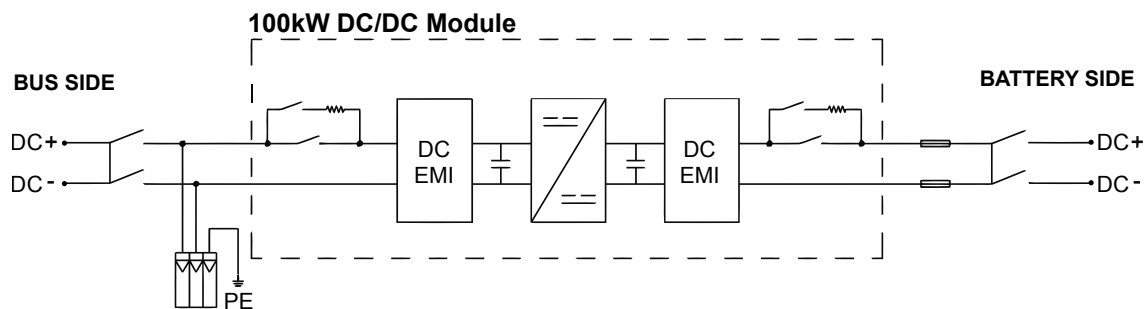 100kW DC/DC Module
BUS SIDE
BATTERY SIDE
DC+
DC-
DC
EMI
DC
EMI
DC+
DC-
PE